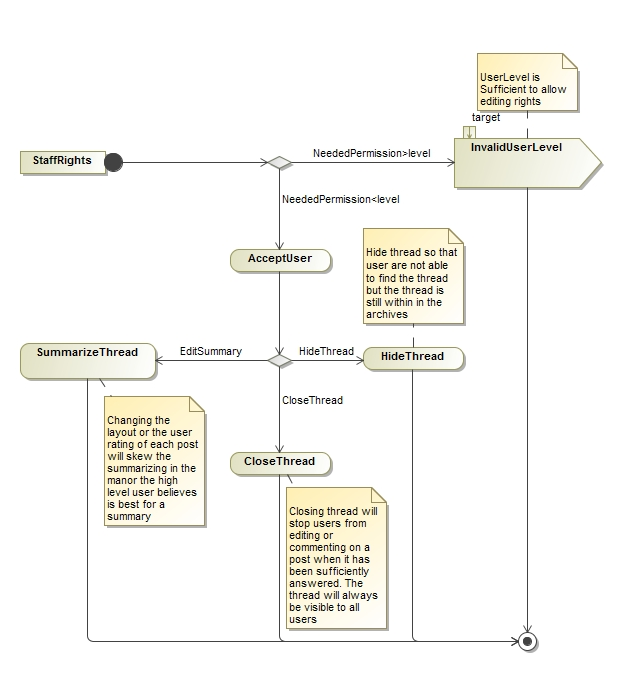 UserLevel is
Sufficient to allow
editing rights
target
StaffRights
NeededPermission>level
InvalidUserLevel
NeededPermission<level
AcceptUser
Hide thread so that
user are not able
to find the thread
but the thread is
still within in the
archives
SummarizeThread
EditSummary
HideThread
HideThread
CloseThread
Changing the
layout or the user
rating of each post
will skew the
summarizing in the
manor the high
level user believes
is best for a
summary
CloseThread
Closing thread will
stop users from
editing or
commenting on a
post when it has
been sufficiently
answered. The
thread will always
be visible to all
users